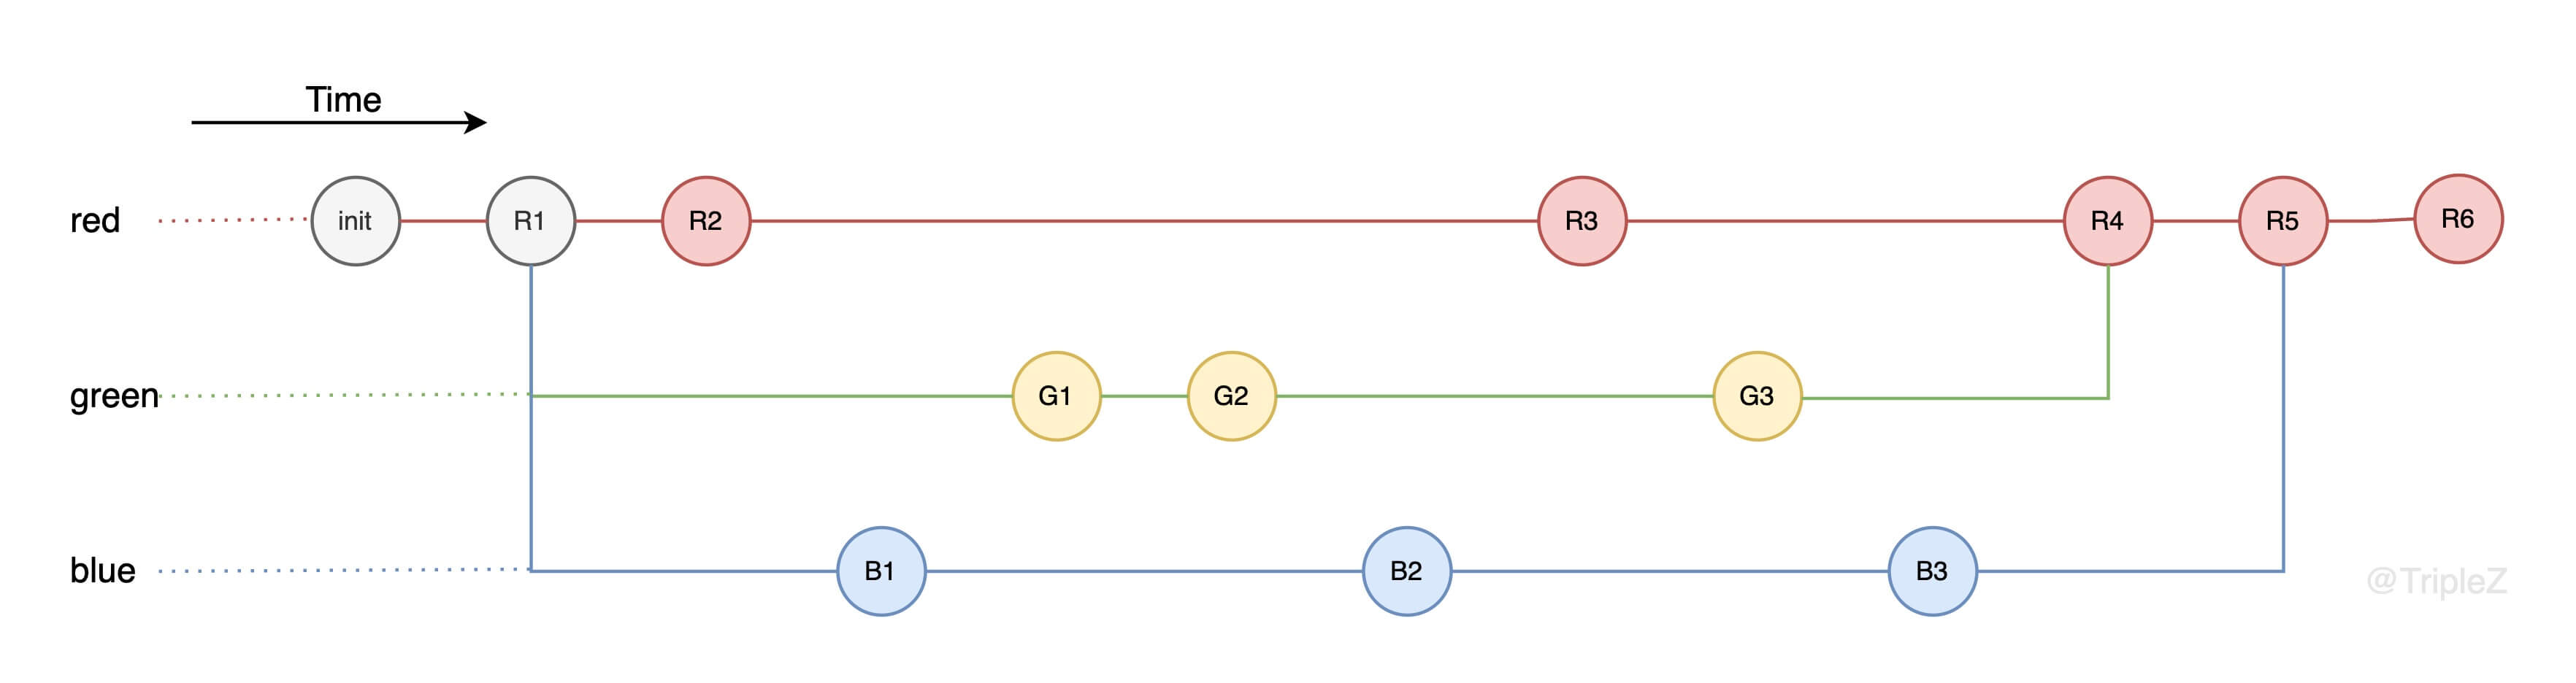 Time
red
init
R1
R2
R3
R4
R5
R6
green
G1
G2
G3
blue
B1
B2
B3
@TripleZ